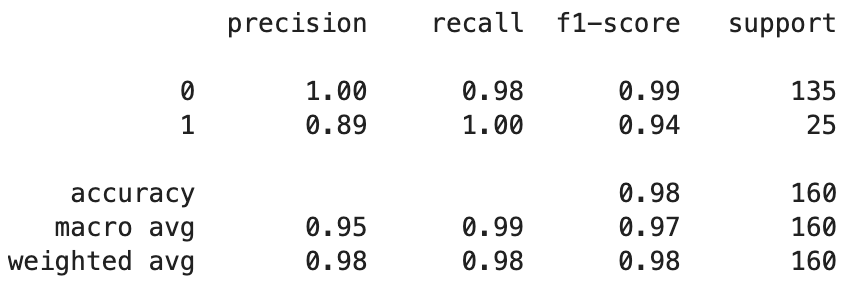 precision recall f1-score support
0 1.00 0.98 0.99 135
1 0.89 1.00 0.94 25
accuracy 0.98 160
macro avg 0.95 0.99 0.97 160
weighted avg 0.98 0.98 0.98 160